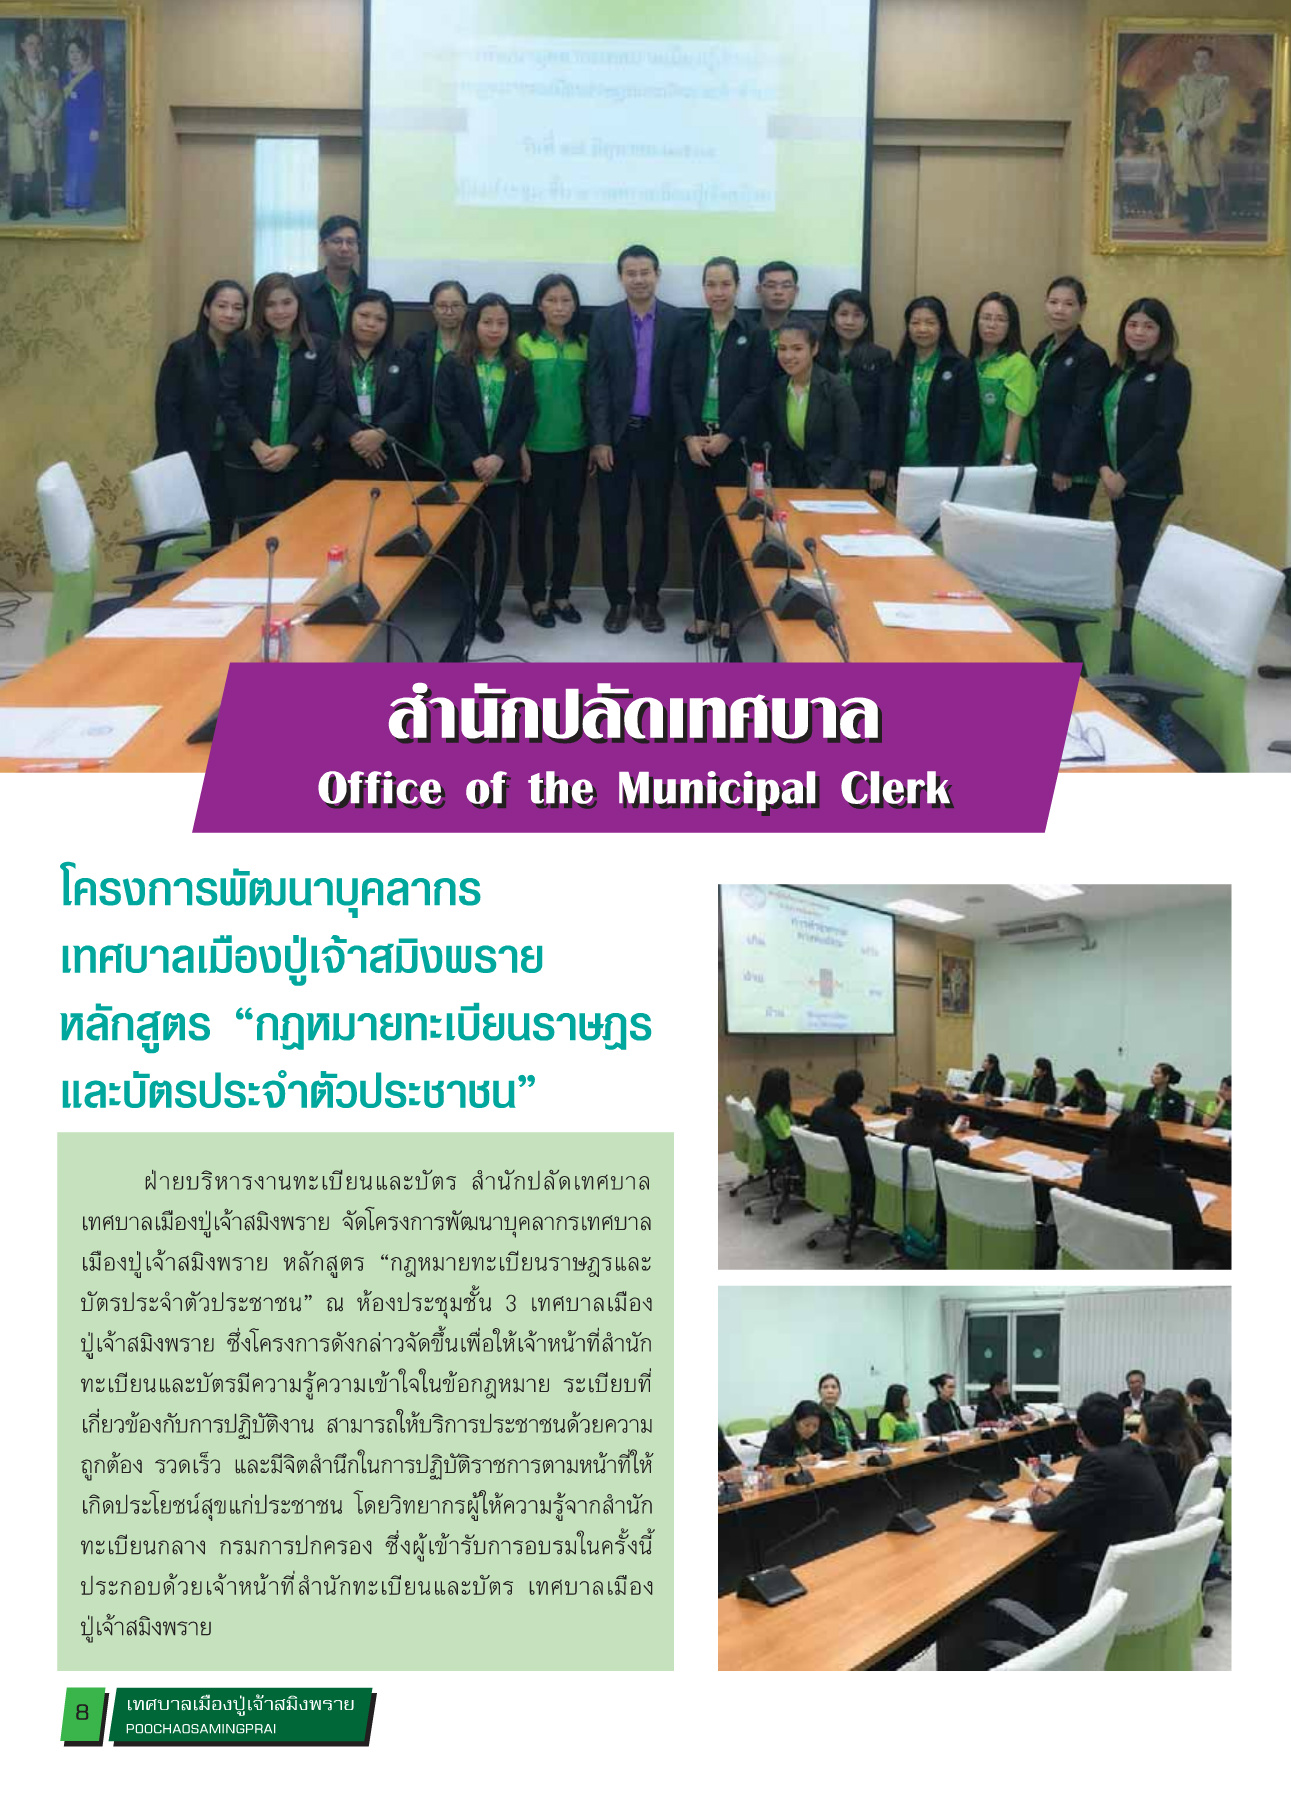 สำนักปลัดเทศบาล
Office of the Municipal Clerk
โครงการพัฒนาบุคลากร
เทศบาลเมืองปู่เจ้าสมิงพราย
หลักสูตร “กฎหมายทะเบียนราษฎร
และบัตรประจำตัวประชาชน”
ฝ่ายบริหารงานทะเบียนและบัตร สำนักปลัดเทศบาล
เทศบาลเมืองปู่เจ้าสมิงพราย จัดโครงการพัฒนาบุคลากรเทศบาล
เมืองปู่เจ้าสมิงพราย หลักสูตร “กฎหมายทะเบียนราษฎรและ
บัตรประจำตัวประชาชน” ณ ห้องประชุมชั้น 3 เทศบาลเมือง
ปู่เจ้าสมิงพราย ซึ่งโครงการดังกล่าวจัดขึ้นเพื่อให้เจ้าหน้าที่สำนัก
ทะเบียนและบัตรมีความรู้ความเข้าใจในข้อกฎหมาย ระเบียบที่
เกี่ยวข้องกับการปฏิบัติงาน สามารถให้บริการประชาชนด้วยความ
ถูกต้อง รวดเร็ว และมีจิตสำนึกในการปฏิบัติราชการตามหน้าที่ให้
เกิดประโยชน์สุขแก่ประชาชน โดยวิทยากรผู้ให้ความรู้จากสำนัก
ทะเบียนกลาง กรมการปกครอง ซึ่งผู้เข้ารับการอบรมในครั้งนี้
ประกอบด้วยเจ้าหน้าที่สำนักทะเบียนและบัตร เทศบาลเมือง
ปู่เจ้าสมิงพราย
8
เทศบาลเมืองปู่เจ้าสมิงพราย
POOCHAOSAMINGPRAI